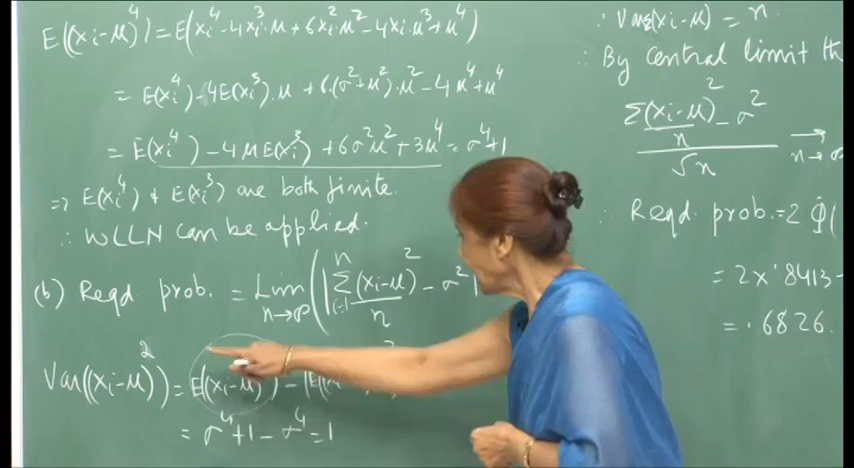 E((xi-μ)⁴) = E(xi⁴-4xi³.μ+6xi².μ²-4xi.μ³+μ⁴)
= E(xi⁴)-4E(xi³).μ + 6.(σ²+μ²).μ²-4μ⁴+μ⁴
= E(xi⁴) - 4μE(xi³) + 6σ²μ²+3μ⁴ = σ⁴+1
⇒ E(xi⁴) & E(xi³) are both finite.
∴ WLLN can be applied.
(b) Reqd prob. = Lim n→∞ (|Σ i=1 n (xi-μ)²/n - σ²|
Var((xi-μ)²) = E((xi-μ) ) - (E((
= σ⁴+1-σ⁴=1
∴ Var(xi-μ) = n.
∴ By central limit th
Σ(xi-μ)²/n - σ² / √n → n→∞
∴ Reqd. prob. = 2 Φ(
= 2x.8413-
= .6826.